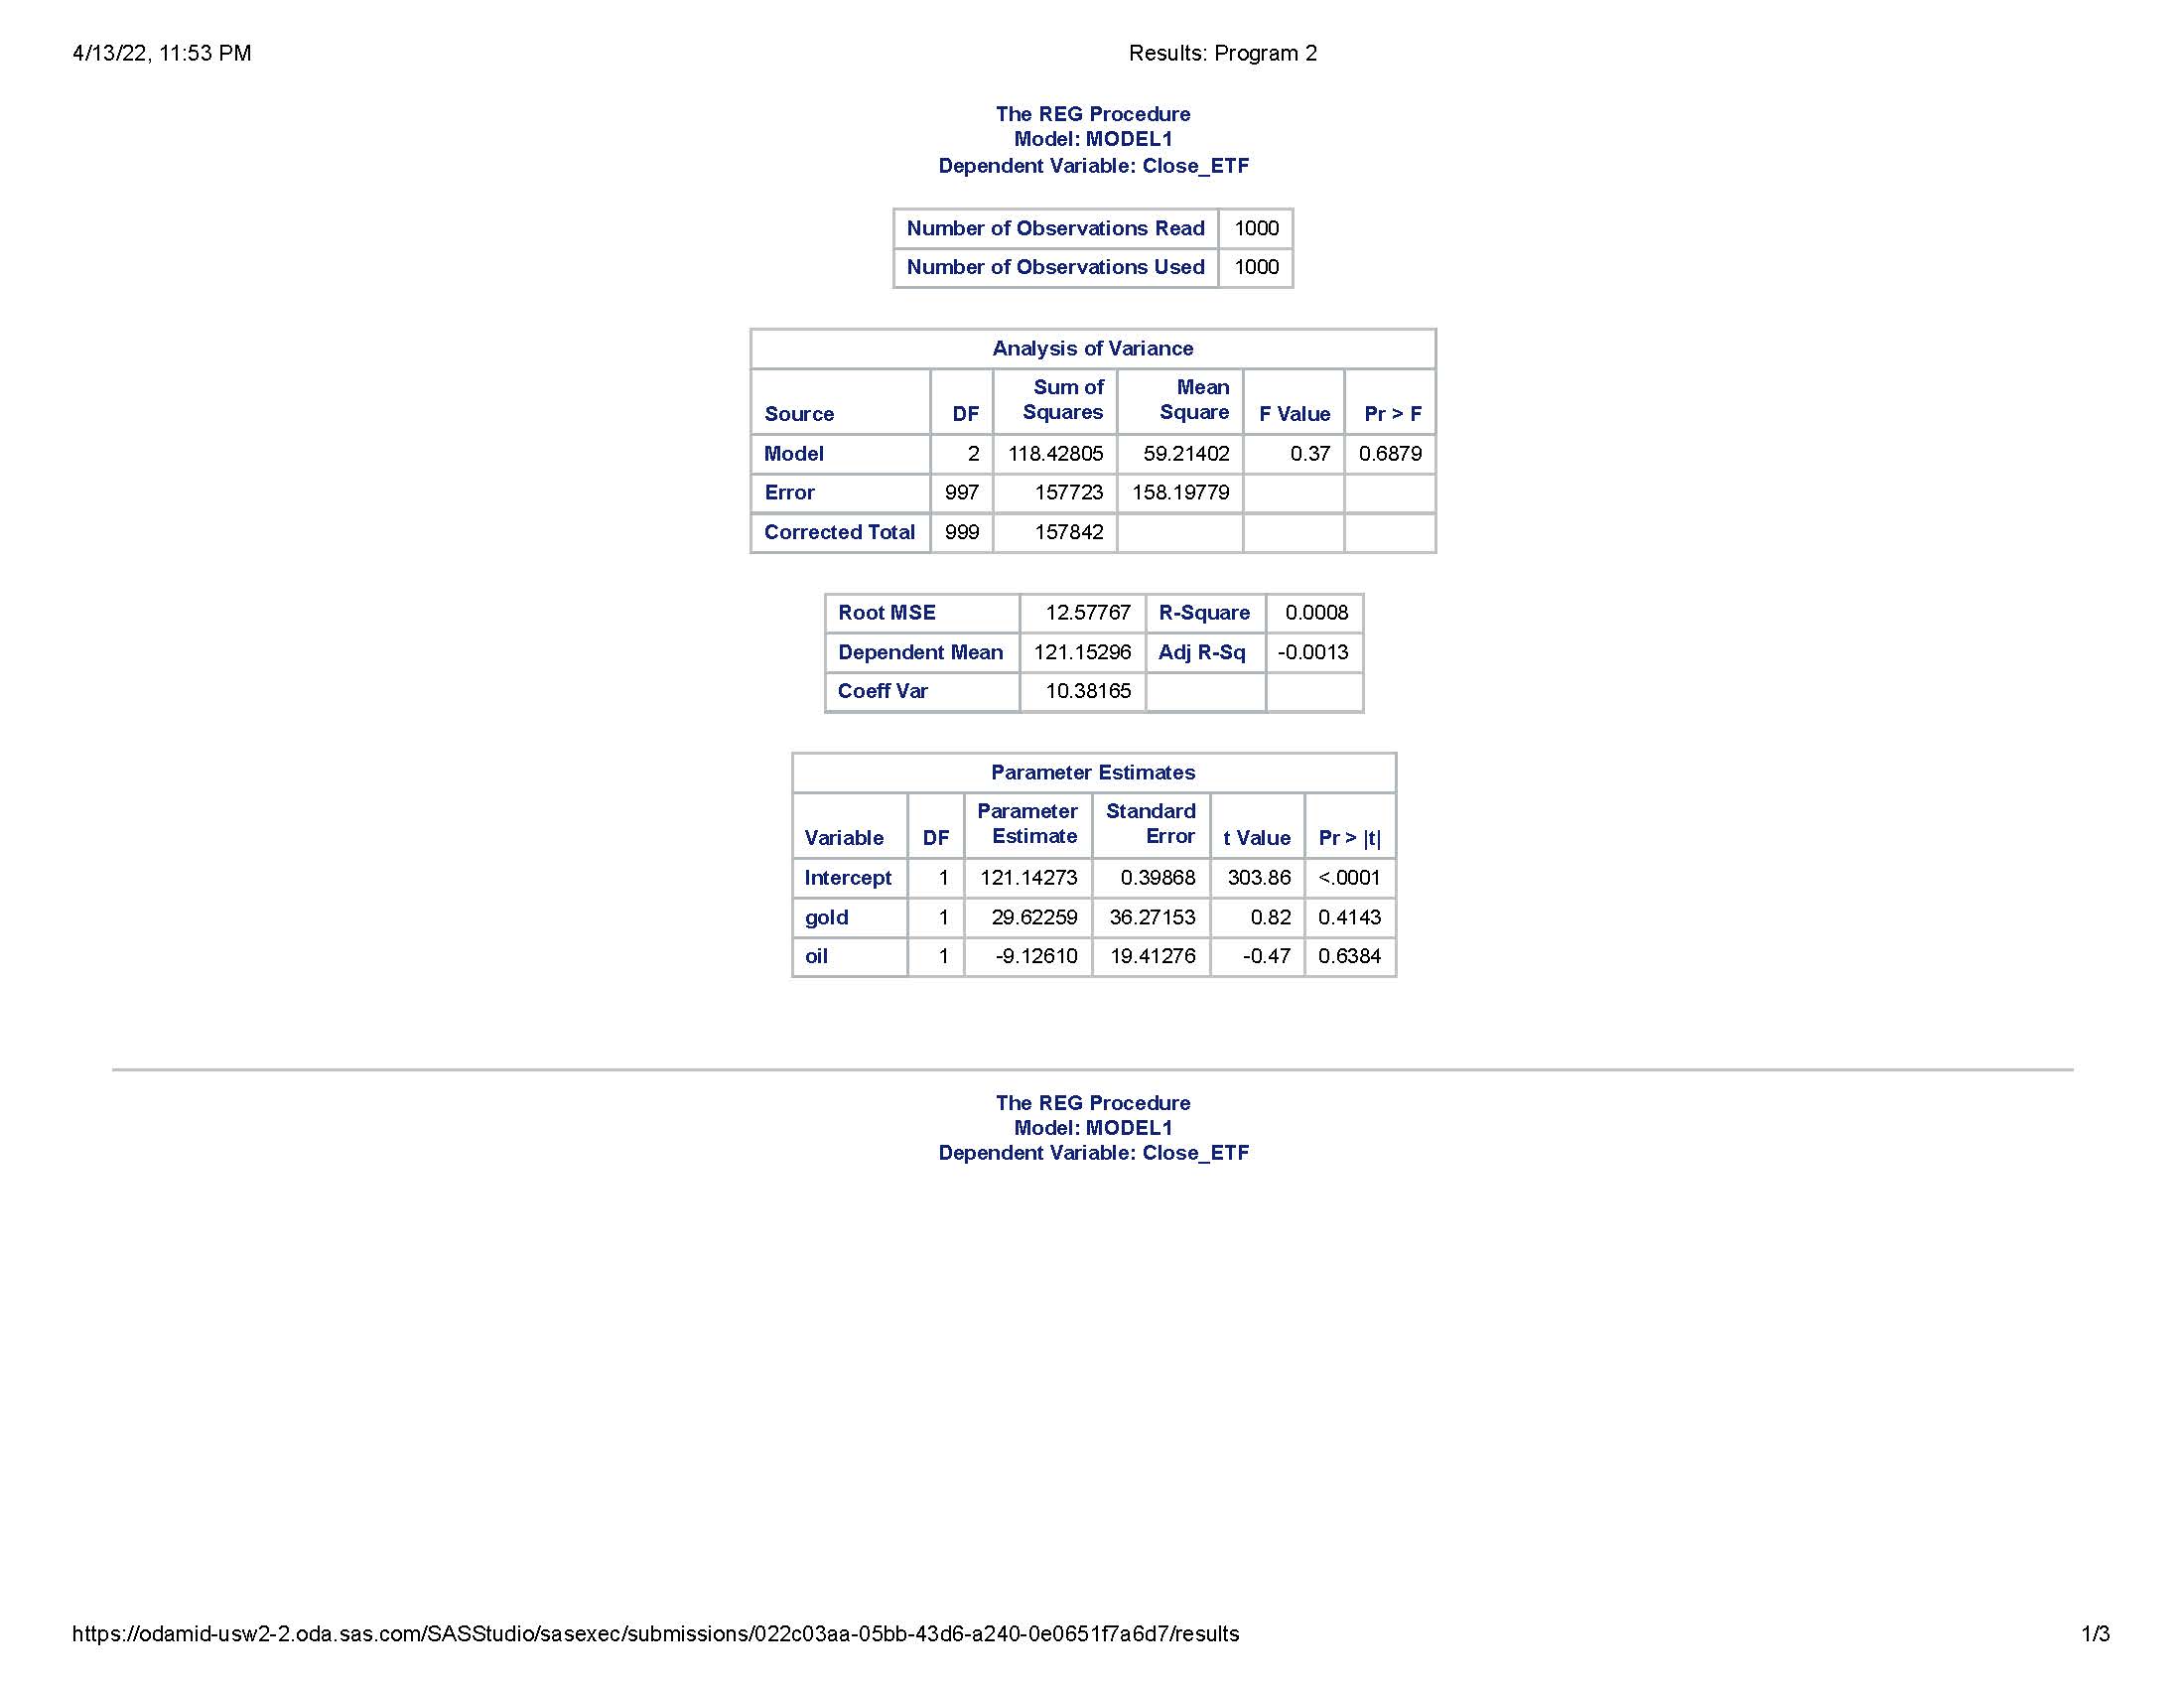 4/13/22, 11:53 PM Results: Program 2
The REG Procedure
Model: MODEL1
Dependent Variable: Close_ETF
Number of Observations Read 1000
Number of Observations Used 1000
Analysis of Variance
Source DF Sum of Squares Mean Square F Value Pr > F
Model 2 118.42805 59.21402 0.37 0.6879
Error 997 157723 158.19779
Corrected Total 999 157842
Root MSE 12.57767 R-Square 0.0008
Dependent Mean 121.15296 Adj R-Sq -0.0013
Coeff Var 10.38165
Parameter Estimates
Variable DF Parameter Estimate Standard Error t Value Pr > |t|
Intercept 1 121.14273 0.39868 303.86 <.0001
gold 1 29.62259 36.27153 0.82 0.4143
oil 1 -9.12610 19.41276 -0.47 0.6384
The REG Procedure
Model: MODEL1
Dependent Variable: Close_ETF
https://odamid-usw2-2.oda.sas.com/SASStudio/sasexec/submissions/022c03aa-05bb-43d6-a240-0e0651f7a6d7/results 1/3